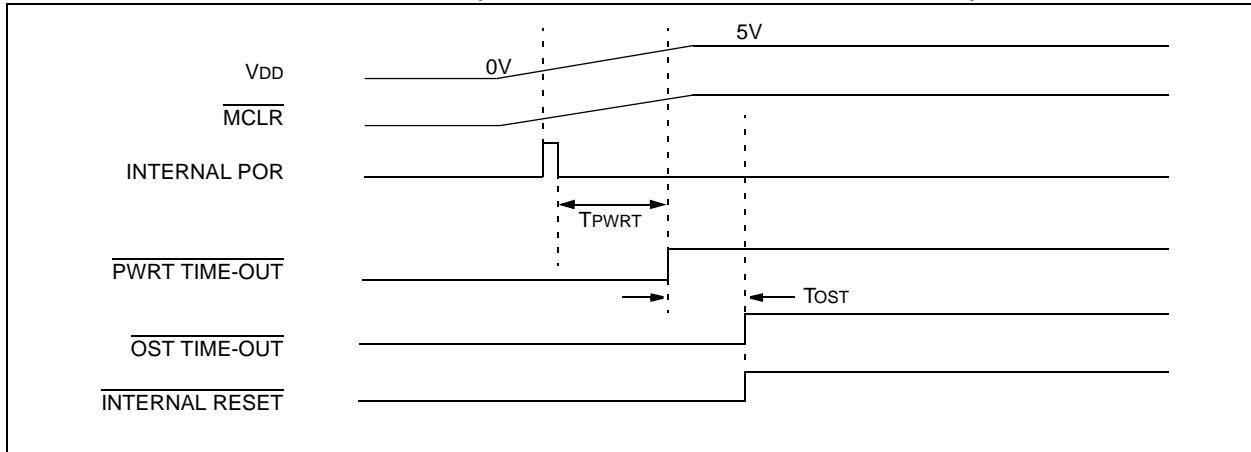 5V
VDD
0V
MCLR
INTERNAL POR
TPWRT
PWRT TIME-OUT
TOST
OST TIME-OUT
INTERNAL RESET